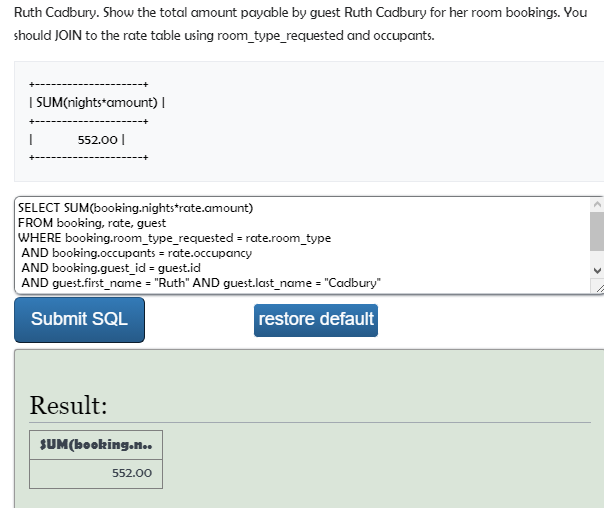 Ruth Cadbury. Show the total amount payable by guest Ruth Cadbury for her room bookings. You
should JOIN to the rate table using room_type_requested and occupants.
+--------------------+
| SUM(nights*amount) |
+--------------------+
|             552.00 |
+--------------------+
SELECT SUM(booking.nights*rate.amount)
FROM booking, rate, guest
WHERE booking.room_type_requested = rate.room_type
 AND booking.occupants = rate.occupancy
 AND booking.guest_id = guest.id
 AND guest.first_name = "Ruth" AND guest.last_name = "Cadbury"
Submit SQL
restore default
Result:
SUM(booking.n..
552.00